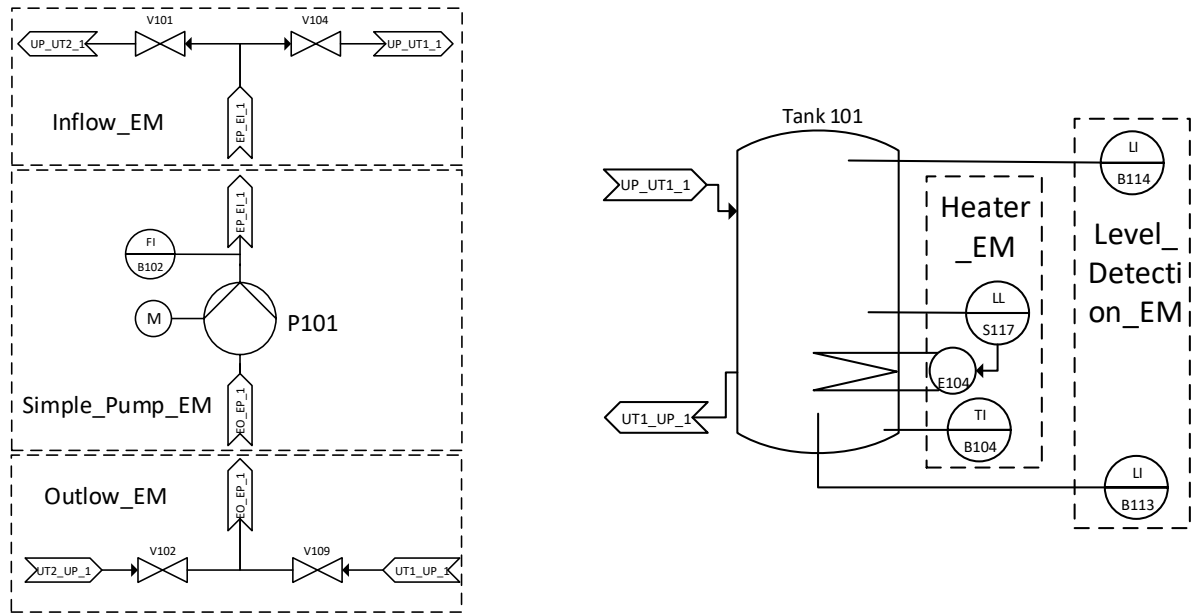 V101
V104
UP_UT2_1
UP_UT1_1
Inflow_EM
EP_EI_1
EP_EI_1
FI
B102
M
P101
Simple_Pump_EM
EO_EP_1
Outlow_EM
EO_EP_1
V102
V109
UT2_UP_1
UT1_UP_1
Tank 101
UP_UT1_1
UT1_UP_1
Heater
_EM
LL
S117
E104
TI
B104
LI
B114
Level_
Detecti
on_EM
LI
B113